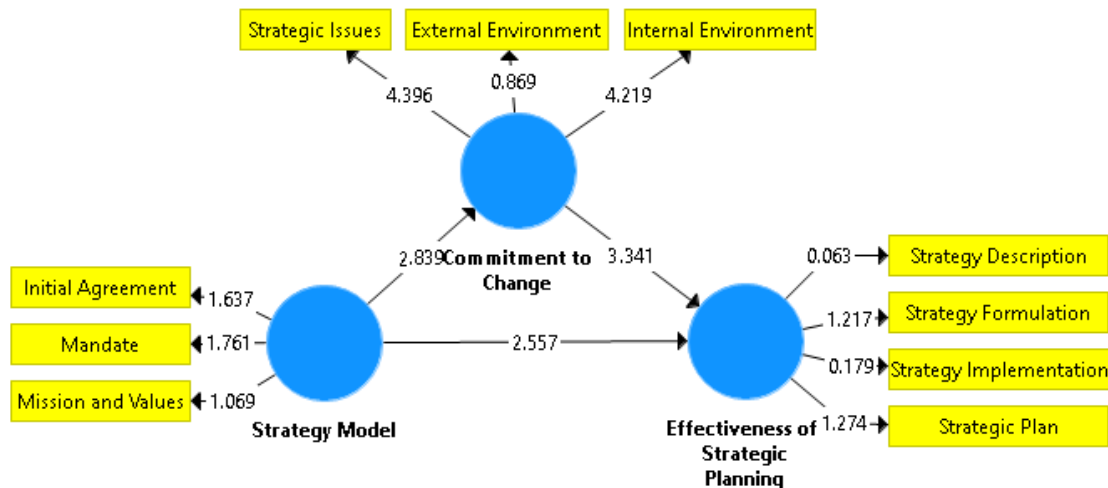 Strategic Issues
External Environment
Internal Environment
4.396
0.869
4.219
2.839
Commitment to
Change
3.341
Initial Agreement
1.637
Mandate
1.761
Mission and Values
1.069
Strategy Model
2.557
0.063
Strategy Description
1.217
Strategy Formulation
0.179
Strategy Implementation
1.274
Strategic Plan
Effectiveness of
Strategic
Planning